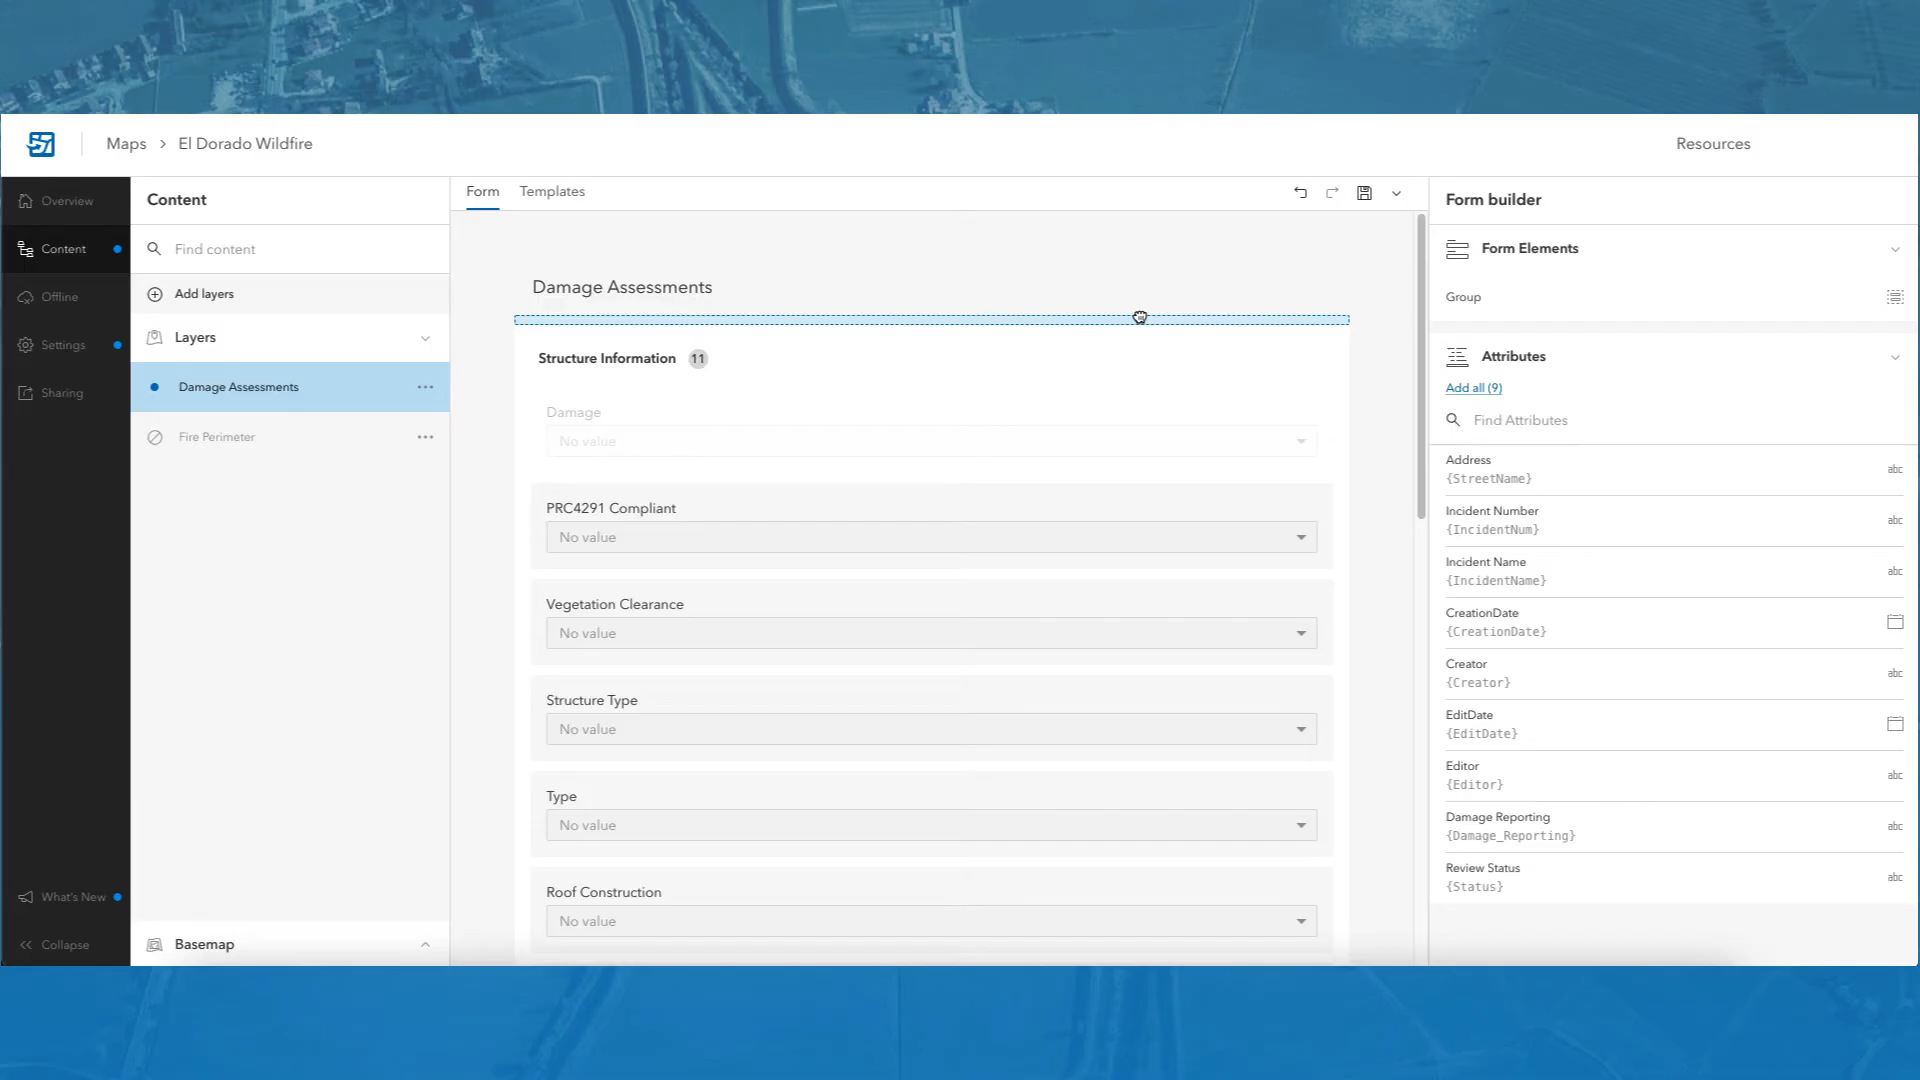 Maps > El Dorado Wildfire
Resources
Overview
Content
Offline
Settings
Sharing
What's New
Collapse
Content
Find content
Add layers
Layers
Damage Assessments
Fire Perimeter
Basemap
Form Templates
Damage Assessments
Structure Information 11
Damage
No value
PRC4291 Compliant
No value
Vegetation Clearance
No value
Structure Type
No value
Type
No value
Roof Construction
No value
Form builder
Form Elements
Group
Attributes
Add all (9)
Find Attributes
Address
{StreetName}
abc
Incident Number
{IncidentNum}
abc
Incident Name
{IncidentName}
abc
CreationDate
{CreationDate}
Creator
{Creator}
abc
EditDate
{EditDate}
Editor
{Editor}
abc
Damage Reporting
{Damage_Reporting}
abc
Review Status
{Status}
abc